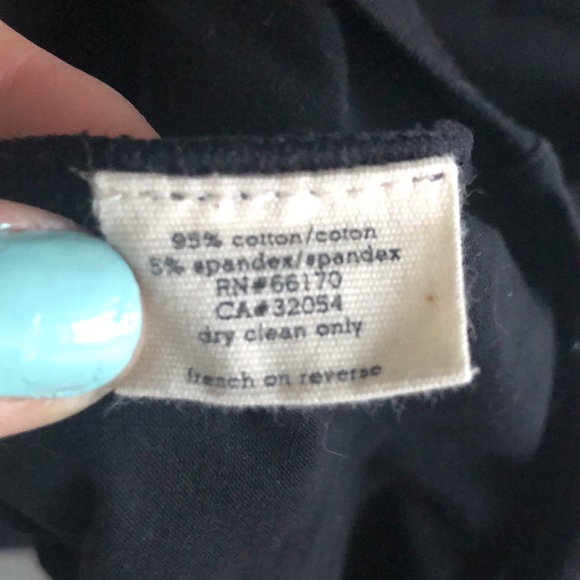 95% cotton/coton
5% spandex/spandex
RN#66170
CA#32054
dry clean only
french on reverse